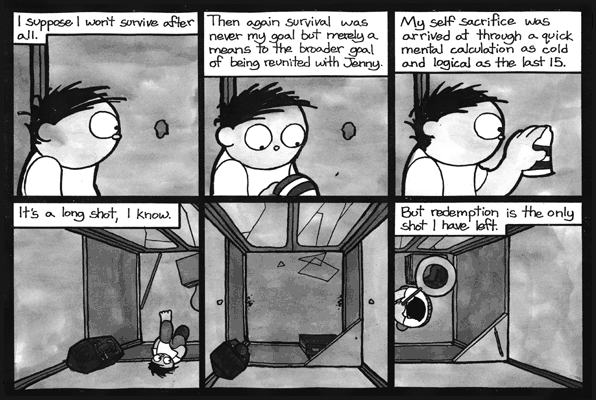 I suppose I won't survive after
all.
Then again survival was
never my goal but merely a
means to the broader goal
of being reunited with Jenny.
My self sacrifice was
arrived at through a quick
mental calculation as cold
and logical as the last 15.
It's a long shot, I know.
But redemption is the only
shot I have left.